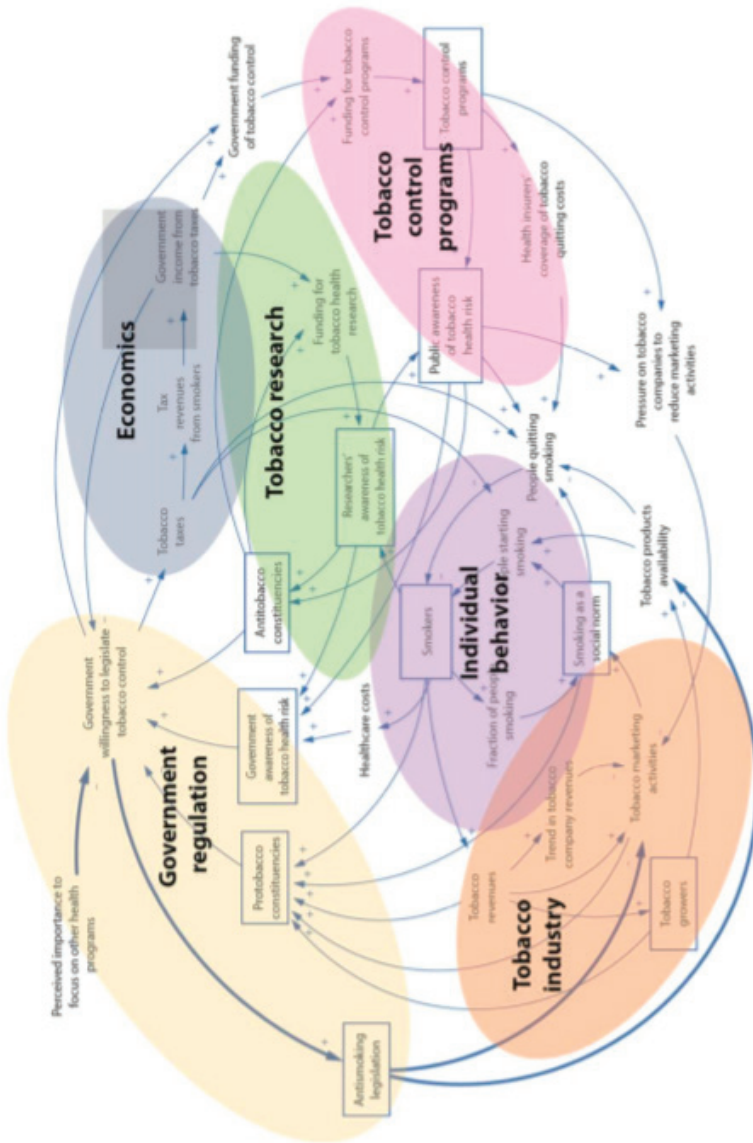 Perceived importance to
focus on other health
programs
Government
willingness to legislate
tobacco control
Government
regulation
Antismoking
legislation
Protobacco
constituencies
Government
awareness of
tobacco health risk
Antitobacco
constituencies
Healthcare costs
Economics
Tobacco
taxes
Tax
revenues
from smokers
Government
income from
tobacco taxes
Government funding
of tobacco control
Tobacco research
Funding for
tobacco health
research
Researchers'
awareness of
tobacco health risk
Tobacco
control
programs
Funding for tobacco
control programs
Tobacco control
programs
Public awareness
of tobacco
health risk
Health insurers'
coverage of tobacco
quitting costs
Individual
behavior
Smokers
Fraction of people
smoking
People starting
smoking
People quitting
smoking
Smoking as a
social norm
Tobacco
industry
Tobacco
revenues
Trend in tobacco
company revenues
Tobacco marketing
activities
Tobacco
growers
Tobacco products
availability
Pressure on tobacco
companies to
reduce marketing
activities